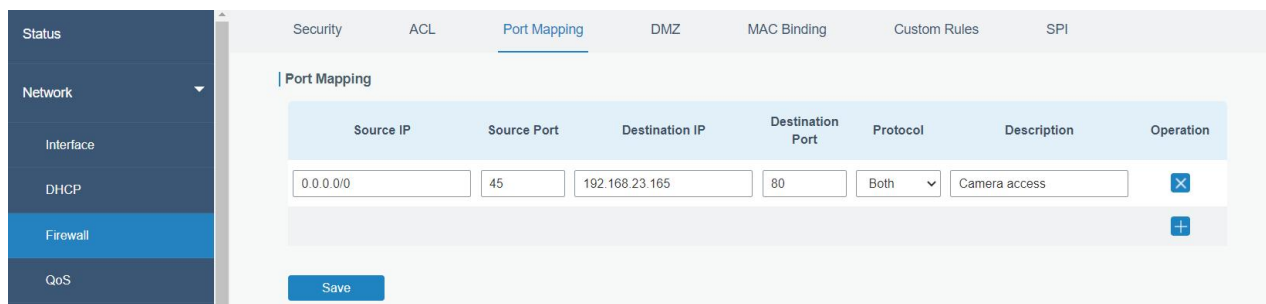 Status
Network
Interface
DHCP
Firewall
QoS
Security ACL Port Mapping DMZ MAC Binding Custom Rules SPI
Port Mapping
Source IP Source Port Destination IP Destination Port Protocol Description Operation
0.0.0.0/0 45 192.168.23.165 80 Both Camera access
Save